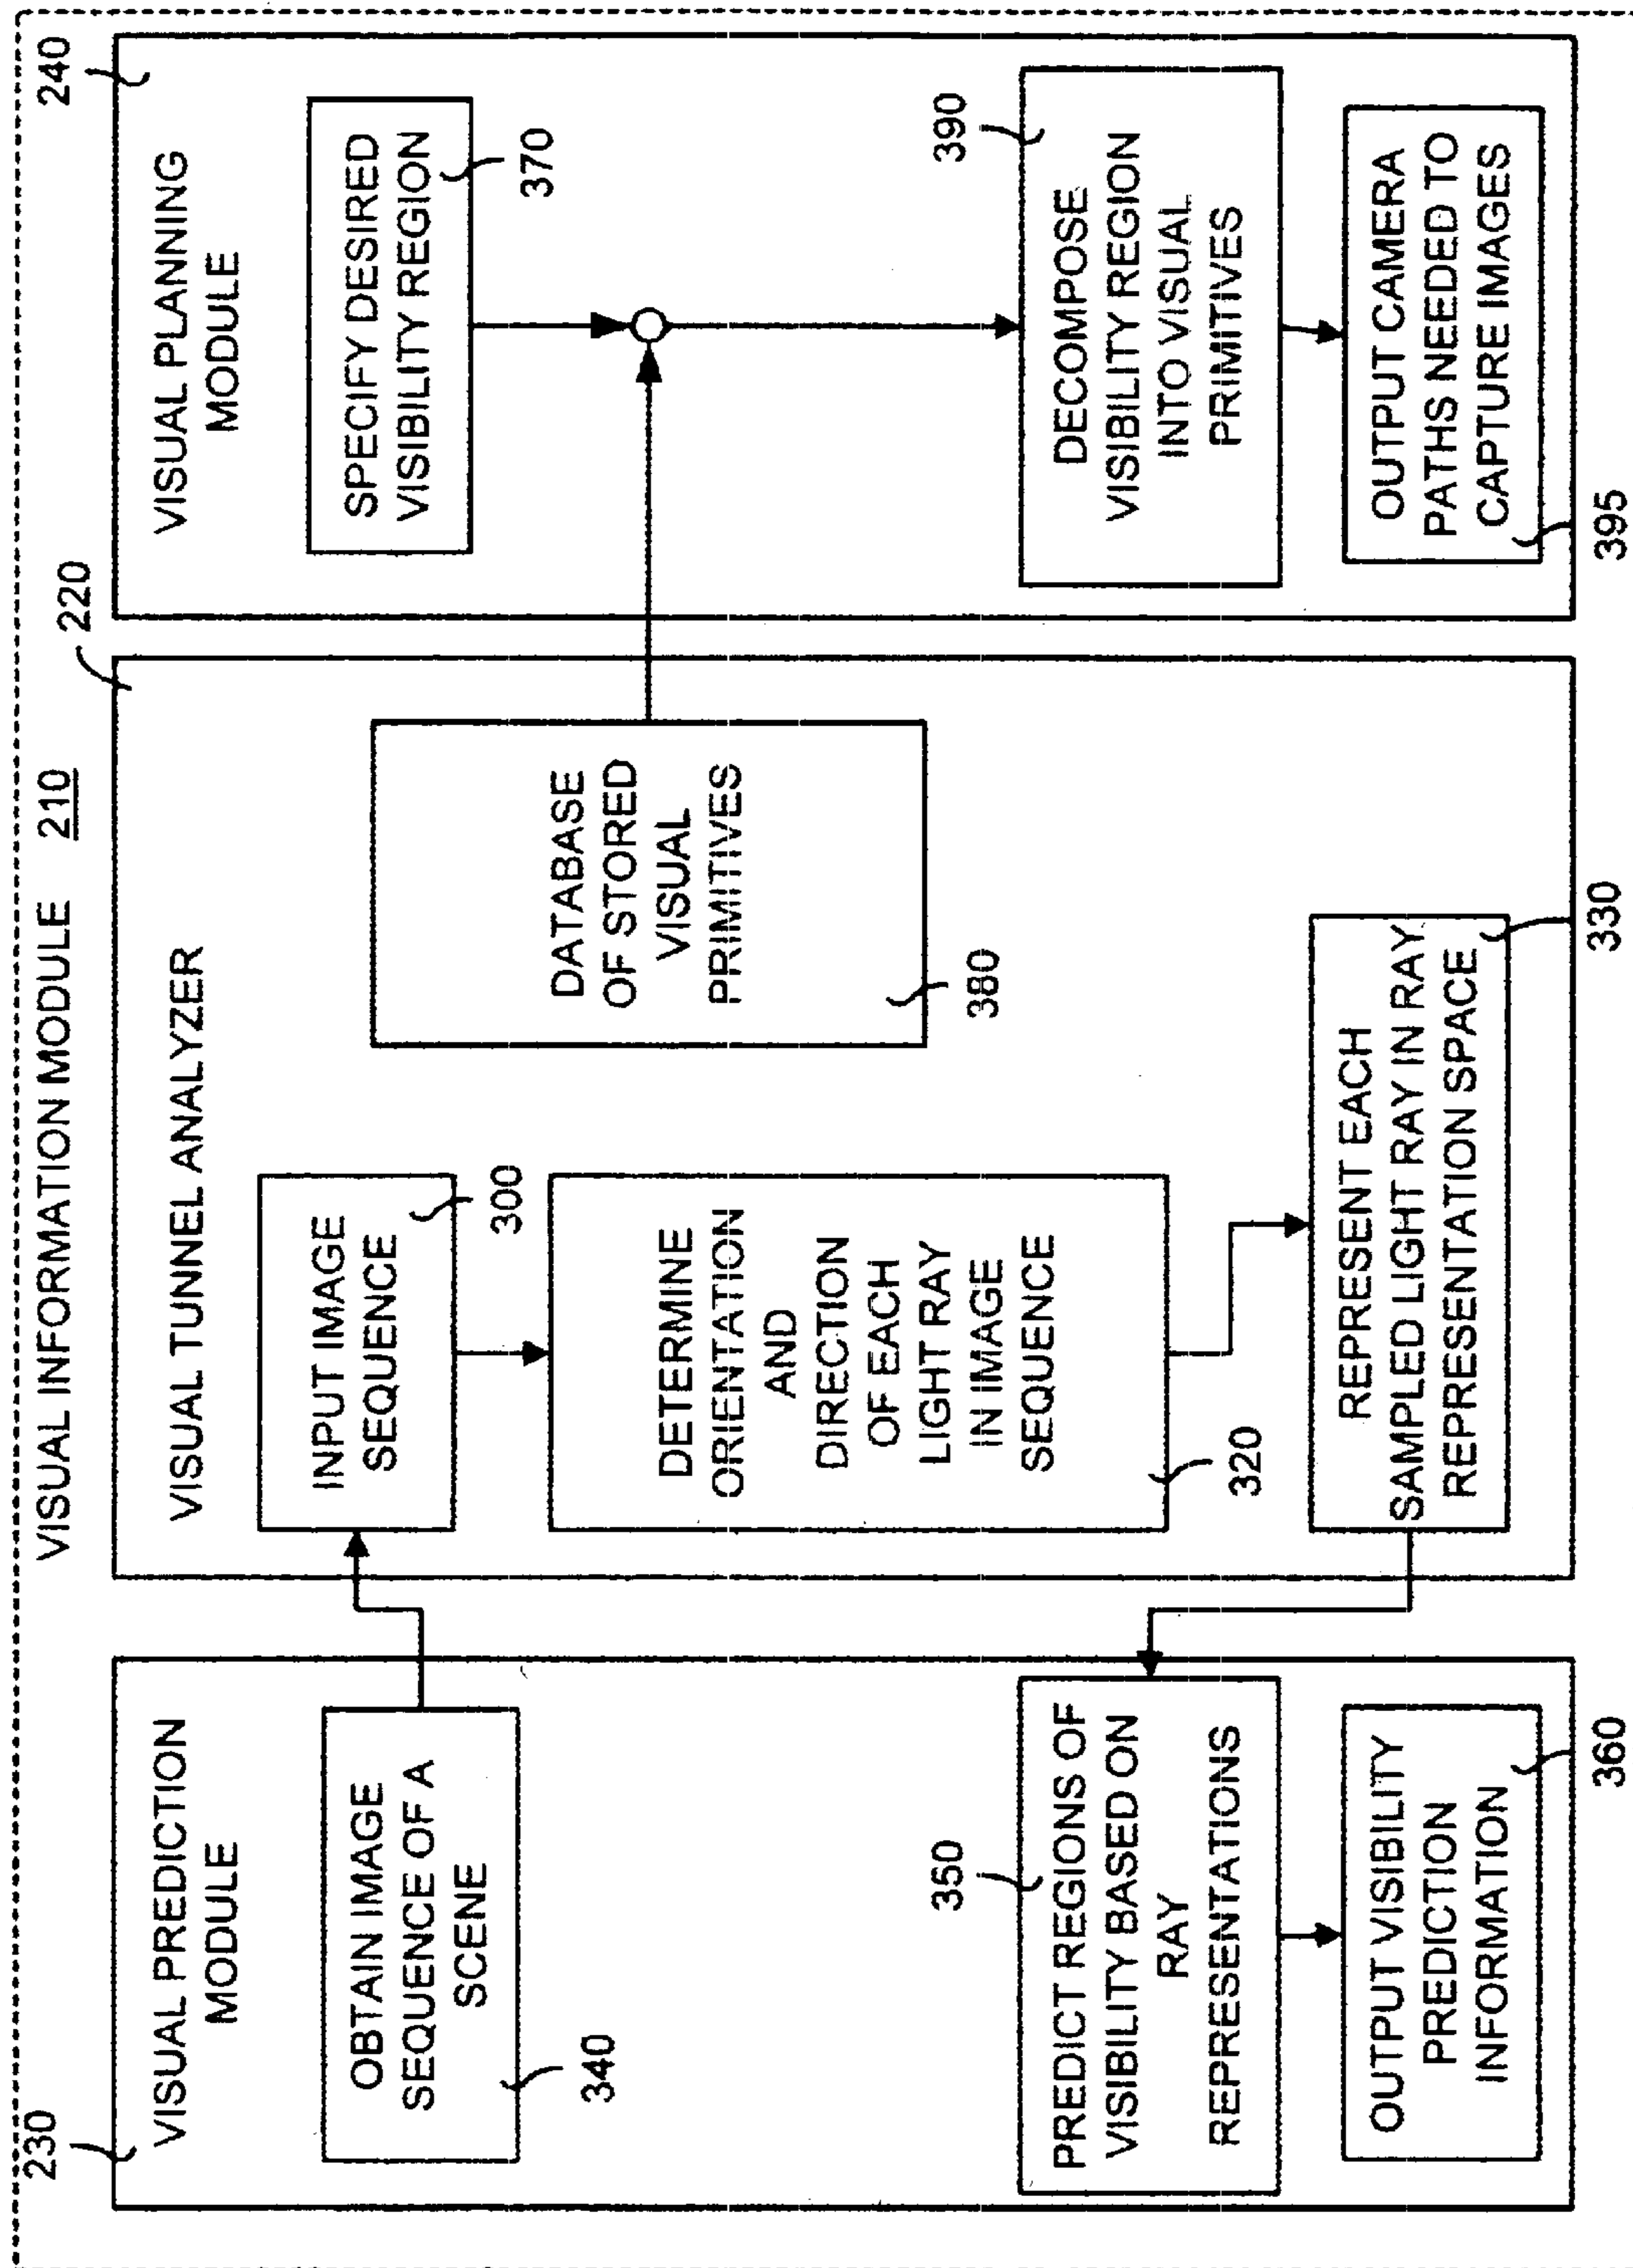 VISUAL INFORMATION MODULE 210
230
VISUAL PREDICTION
MODULE
OBTAIN IMAGE
SEQUENCE OF A
SCENE
340
350
PREDICT REGIONS OF
VISIBILITY BASED ON
RAY
REPRESENTATIONS
OUTPUT VISIBILITY
PREDICTION
INFORMATION
360
220
VISUAL TUNNEL ANALYZER
INPUT IMAGE
SEQUENCE
300
DETERMINE
ORIENTATION
AND
DIRECTION
OF EACH
LIGHT RAY
IN IMAGE
SEQUENCE
320
DATABASE
OF STORED
VISUAL
PRIMITIVES
380
REPRESENT EACH
SAMPLED LIGHT RAY IN RAY
REPRESENTATION SPACE
330
240
VISUAL PLANNING
MODULE
SPECIFY DESIRED
VISIBILITY REGION
370
390
DECOMPOSE
VISIBILITY REGION
INTO VISUAL
PRIMITIVES
OUTPUT CAMERA
PATHS NEEDED TO
CAPTURE IMAGES
395